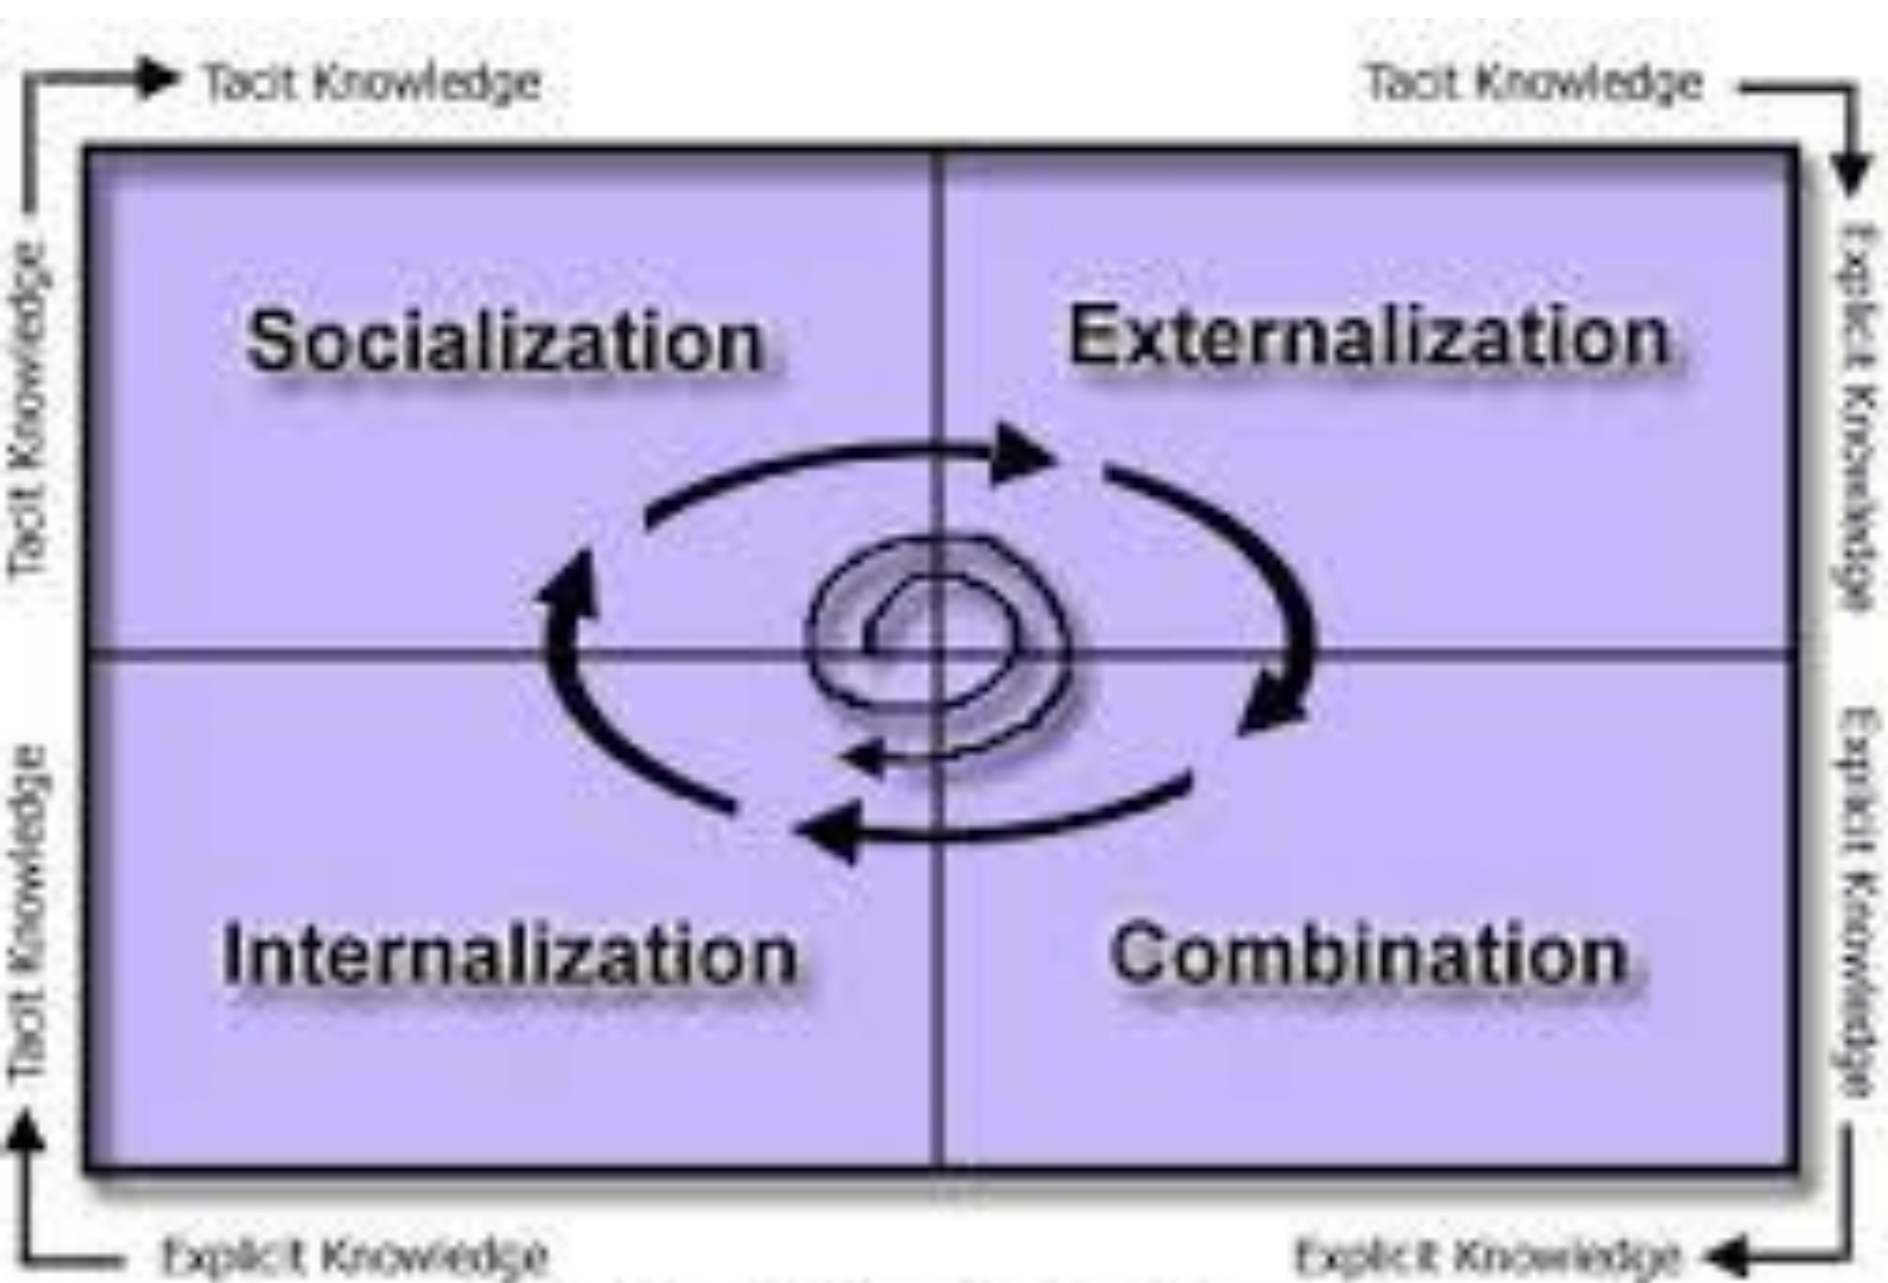 Tacit Knowledge
Tacit Knowledge
Tacit Knowledge
Explicit Knowledge
Socialization
Externalization
Tacit Knowledge
Explicit Knowledge
Internalization
Combination
Explicit Knowledge
Explicit Knowledge